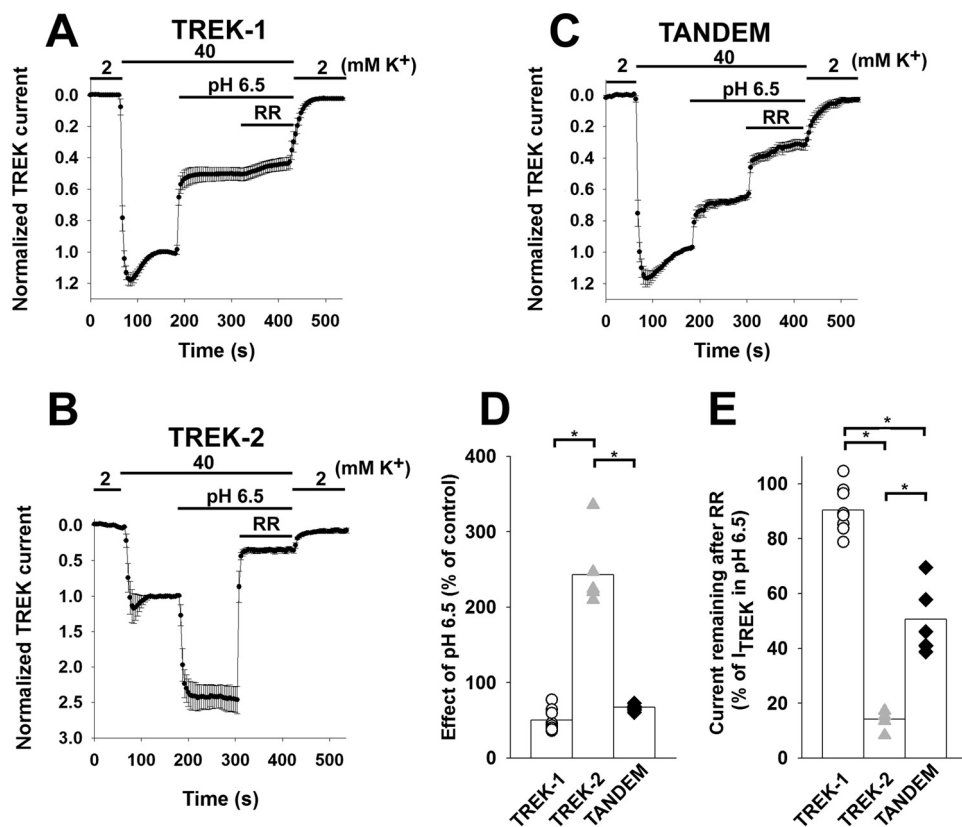 A
TREK-1
40
2
2
(mM K⁺)
pH 6.5
RR
Normalized TREK current
0.0
0.2
0.4
0.6
0.8
1.0
1.2
0 100 200 300 400 500
Time (s)
C
TANDEM
40
2
2
(mM K⁺)
pH 6.5
RR
Normalized TREK current
0.0
0.2
0.4
0.6
0.8
1.0
1.2
0 100 200 300 400 500
Time (s)
B
TREK-2
40
2
2
(mM K⁺)
pH 6.5
RR
Normalized TREK current
0.0
0.5
1.0
1.5
2.0
2.5
3.0
0 100 200 300 400 500
Time (s)
D
Effect of pH 6.5 (% of control)
400
300
200
100
0
*
*
TREK-1
TREK-2
TANDEM
E
Current remaining after RR
(% of I_TREK in pH 6.5)
100
80
60
40
20
0
*
*
*
TREK-1
TREK-2
TANDEM